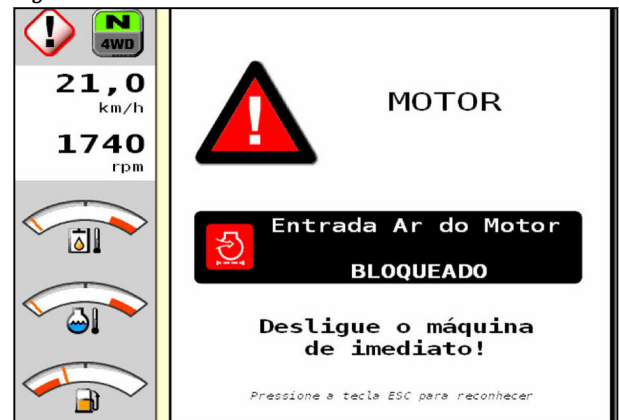 N
4WD
21,0
km/h
1740
rpm
MOTOR
Entrada Ar do Motor
BLOQUEADO
Desligue o máquina
de imediato!
Pressione a tecla ESC para reconhecer